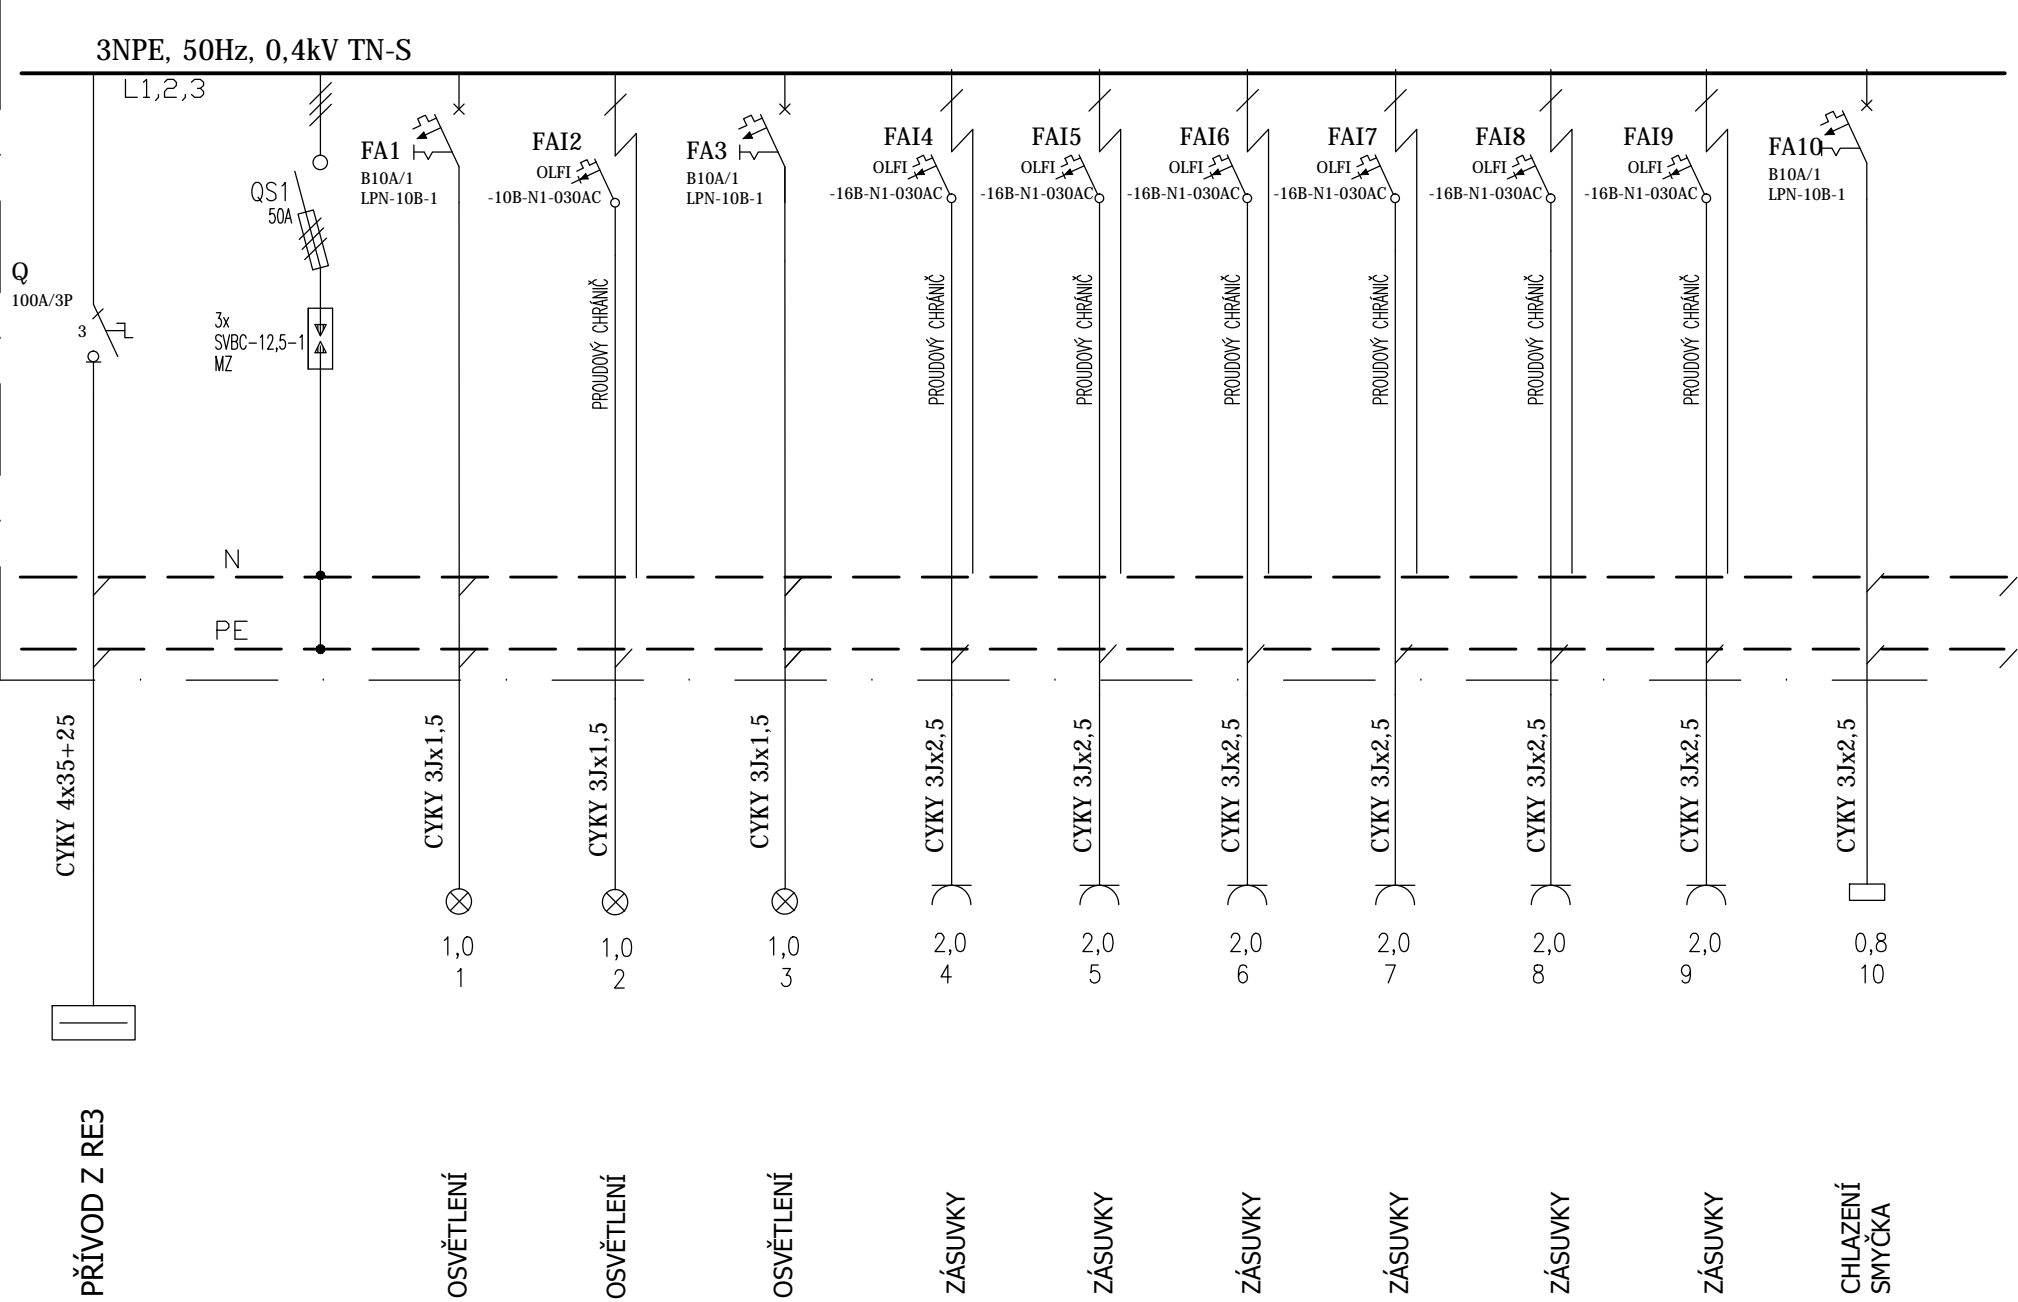 3NPE, 50Hz, 0,4kV TN-S
L1,2,3
Q
100A/3P
3
QS1
50A
3x
SVBC-12,5-1
MZ
FA1
B10A/1
LPN-10B-1
FAI2
OLFI
-10B-N1-030AC
PROUDOVÝ CHRÁNIČ
FA3
B10A/1
LPN-10B-1
FAI4
OLFI
-16B-N1-030AC
PROUDOVÝ CHRÁNIČ
FAI5
OLFI
-16B-N1-030AC
PROUDOVÝ CHRÁNIČ
FAI6
OLFI
-16B-N1-030AC
PROUDOVÝ CHRÁNIČ
FAI7
OLFI
-16B-N1-030AC
PROUDOVÝ CHRÁNIČ
FAI8
OLFI
-16B-N1-030AC
PROUDOVÝ CHRÁNIČ
FAI9
OLFI
-16B-N1-030AC
PROUDOVÝ CHRÁNIČ
FA10
B10A/1
LPN-10B-1
N
PE
CYKY 4x35+25
CYKY 3Jx1,5
CYKY 3Jx1,5
CYKY 3Jx1,5
CYKY 3Jx2,5
CYKY 3Jx2,5
CYKY 3Jx2,5
CYKY 3Jx2,5
CYKY 3Jx2,5
CYKY 3Jx2,5
CYKY 3Jx2,5
1,0
1
1,0
2
1,0
3
2,0
4
2,0
5
2,0
6
2,0
7
2,0
8
2,0
9
0,8
10
PŘÍVOD Z RE3
OSVĚTLENÍ
OSVĚTLENÍ
OSVĚTLENÍ
ZÁSUVKY
ZÁSUVKY
ZÁSUVKY
ZÁSUVKY
ZÁSUVKY
ZÁSUVKY
CHLAZENÍ
SMYČKA